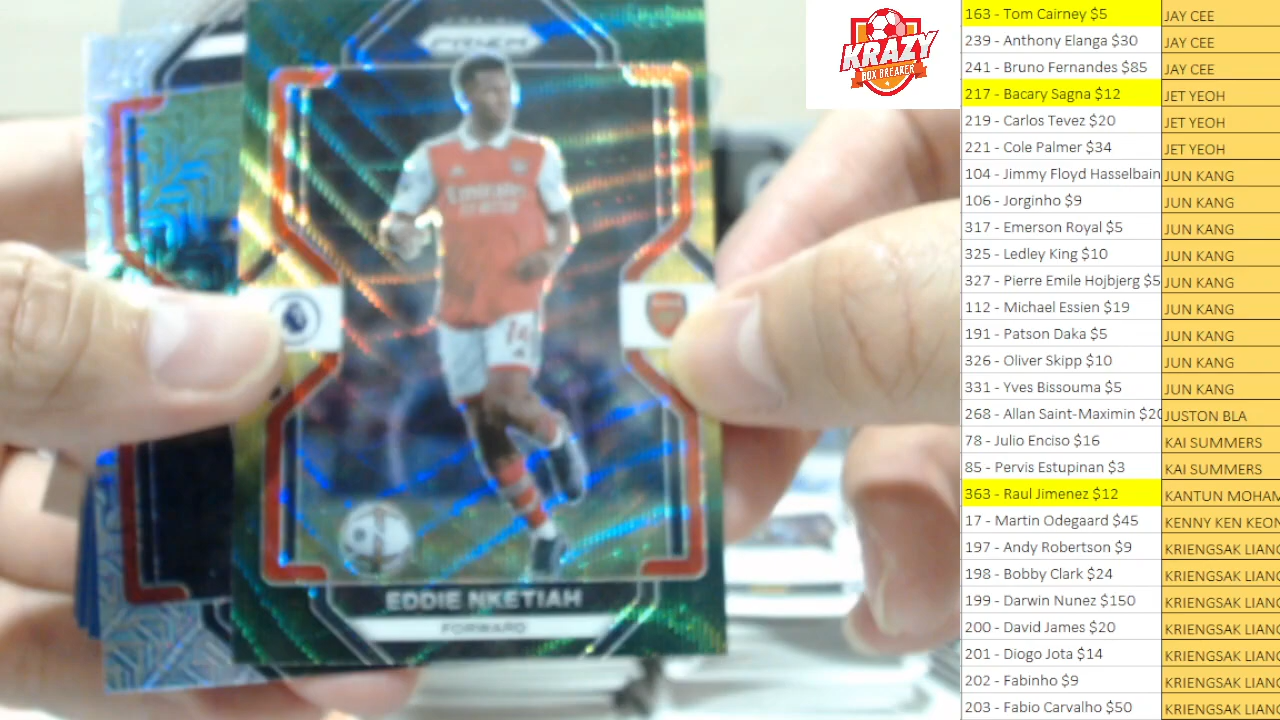 PRIZM
Emirates
14
EDDIE NKETIAH
FORWARD
KRAZY
BOX BREAKER
163 - Tom Cairney $5 JAY CEE
239 - Anthony Elanga $30 JAY CEE
241 - Bruno Fernandes $85 JAY CEE
217 - Bacary Sagna $12 JET YEOH
219 - Carlos Tevez $20 JET YEOH
221 - Cole Palmer $34 JET YEOH
104 - Jimmy Floyd Hasselbain JUN KANG
106 - Jorginho $9 JUN KANG
317 - Emerson Royal $5 JUN KANG
325 - Ledley King $10 JUN KANG
327 - Pierre Emile Hojbjerg $5 JUN KANG
112 - Michael Essien $19 JUN KANG
191 - Patson Daka $5 JUN KANG
326 - Oliver Skipp $10 JUN KANG
331 - Yves Bissouma $5 JUN KANG
268 - Allan Saint-Maximin $20 JUSTON BLA
78 - Julio Enciso $16 KAI SUMMERS
85 - Pervis Estupinan $3 KAI SUMMERS
363 - Raul Jimenez $12 KANTUN MOHAM
17 - Martin Odegaard $45 KENNY KEN KEON
197 - Andy Robertson $9 KRIENGSAK LIANG
198 - Bobby Clark $24 KRIENGSAK LIANG
199 - Darwin Nunez $150 KRIENGSAK LIANG
200 - David James $20 KRIENGSAK LIANG
201 - Diogo Jota $14 KRIENGSAK LIANG
202 - Fabinho $9 KRIENGSAK LIANG
203 - Fabio Carvalho $50 KRIENGSAK LIANG